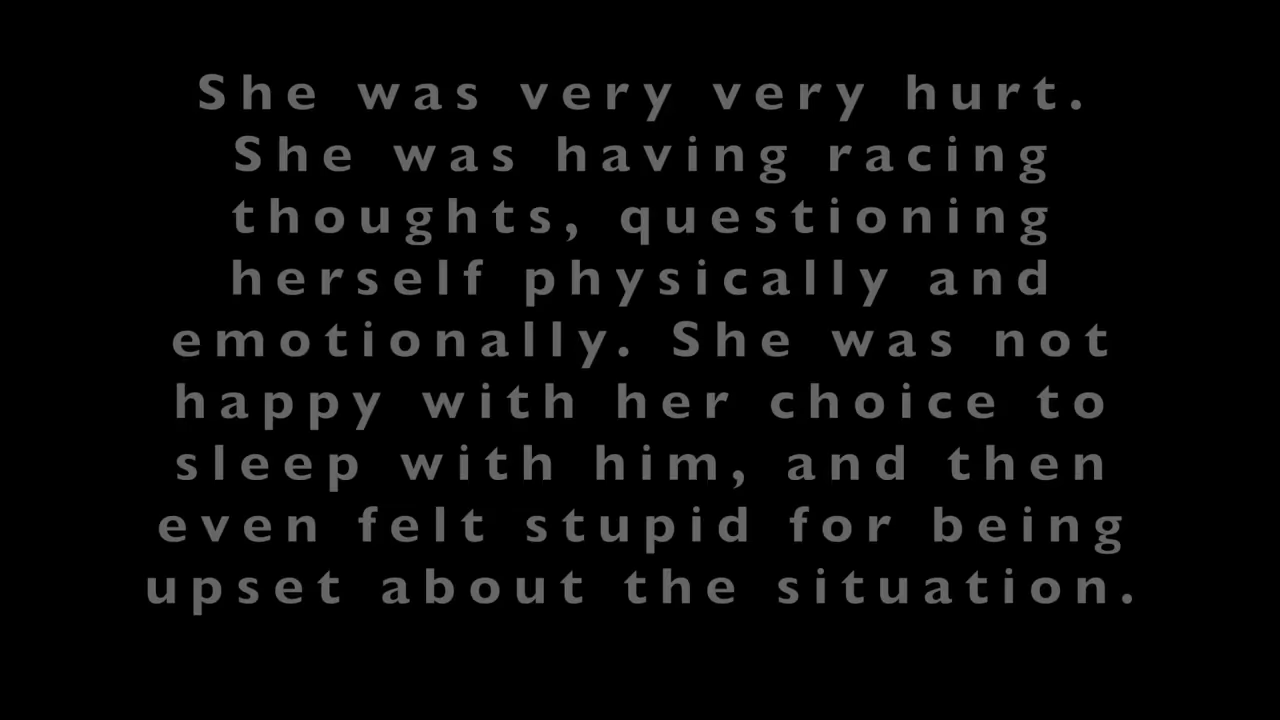 She was very very hurt.
She was having racing
thoughts, questioning
herself physically and
emotionally. She was not
happy with her choice to
sleep with him, and then
even felt stupid for being
upset about the situation.